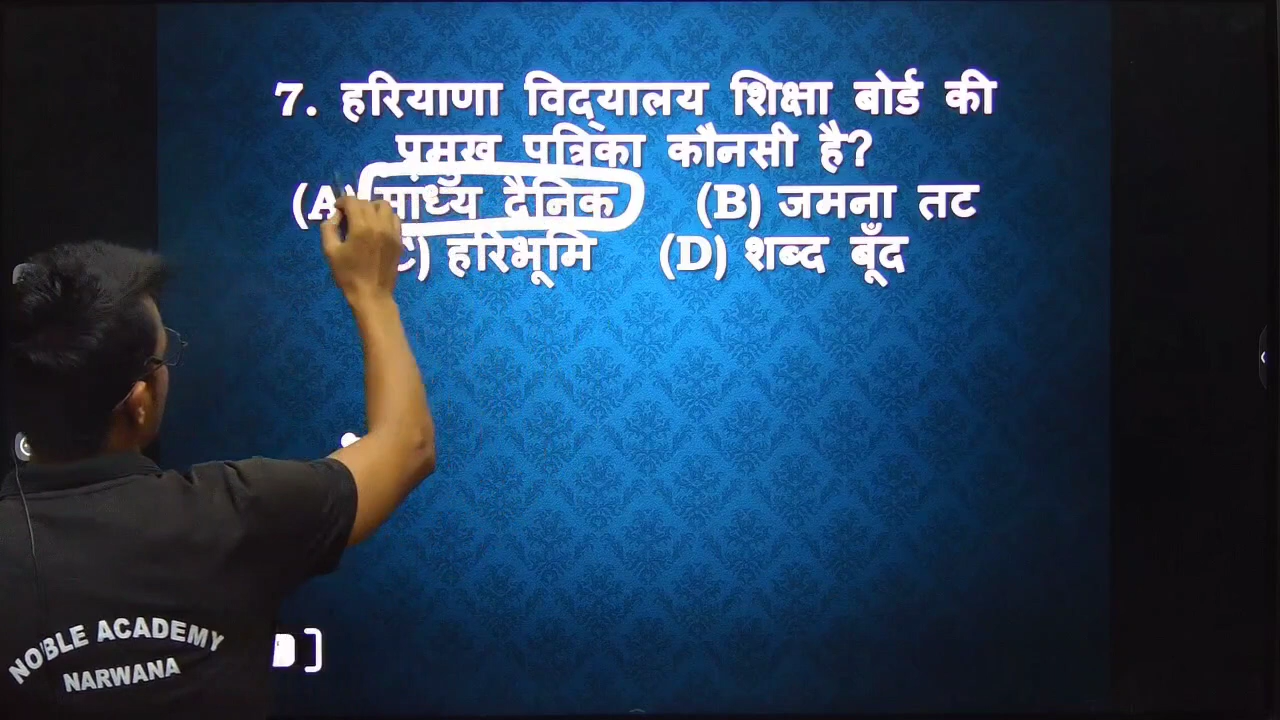 7. हरियाणा विद्यालय शिक्षा बोर्ड की
प्रमुख पत्रिका कौनसी है?
(A) सांध्य दैनिक (B) जमना तट
C) हरिभूमि (D) शब्द बूँद
]
NOBLE ACADEMY
NARWANA